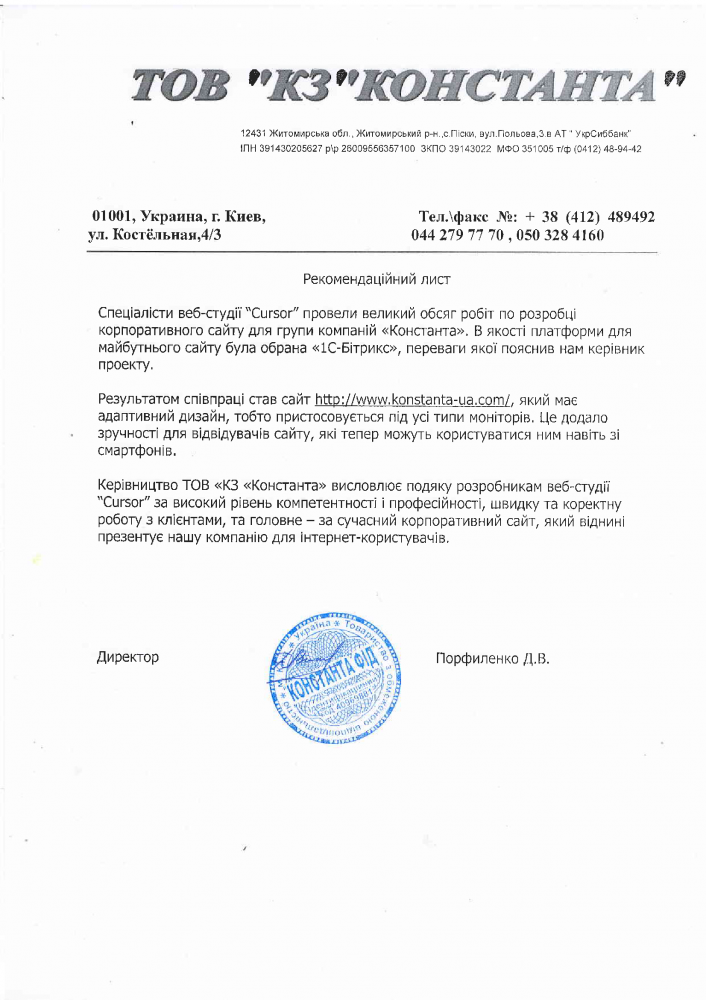 ТОВ "КЗ"КОНСТАНТА"
12431 Житомирська обл., Житомирський р-н.,с.Піски, вул.Польова,3.в АТ " УкрСиббанк"
ІПН 391430205627 р\р 26009556357100 ЗКПО 39143022 МФО 351005 т/ф (0412) 48-94-42
01001, Украина, г. Киев, Тел.\факс №: + 38 (412) 489492
ул. Костёльная,4/3 044 279 77 70 , 050 328 4160
Рекомендаційний лист
Спеціалісти веб-студії "Cursor" провели великий обсяг робіт по розробці
корпоративного сайту для групи компаній «Константа». В якості платформи для
майбутнього сайту була обрана «1С-Бітрикс», переваги якої пояснив нам керівник
проекту.
Результатом співпраці став сайт http://www.konstanta-ua.com/, який має
адаптивний дизайн, тобто пристосовується під усі типи моніторів. Це додало
зручності для відвідувачів сайту, які тепер можуть користуватися ним навіть зі
смартфонів.
Керівництво ТОВ «КЗ «Константа» висловлює подяку розробникам веб-студії
"Cursor" за високий рівень компетентності і професійності, швидку та коректну
роботу з клієнтами, та головне – за сучасний корпоративний сайт, який віднині
презентує нашу компанію для інтернет-користувачів.
Директор
Україна * Товариство з обмеженою відповідальністю *
КОНСТАНТА ФІД
Ідентифікаційний
код
Порфиленко Д.В.